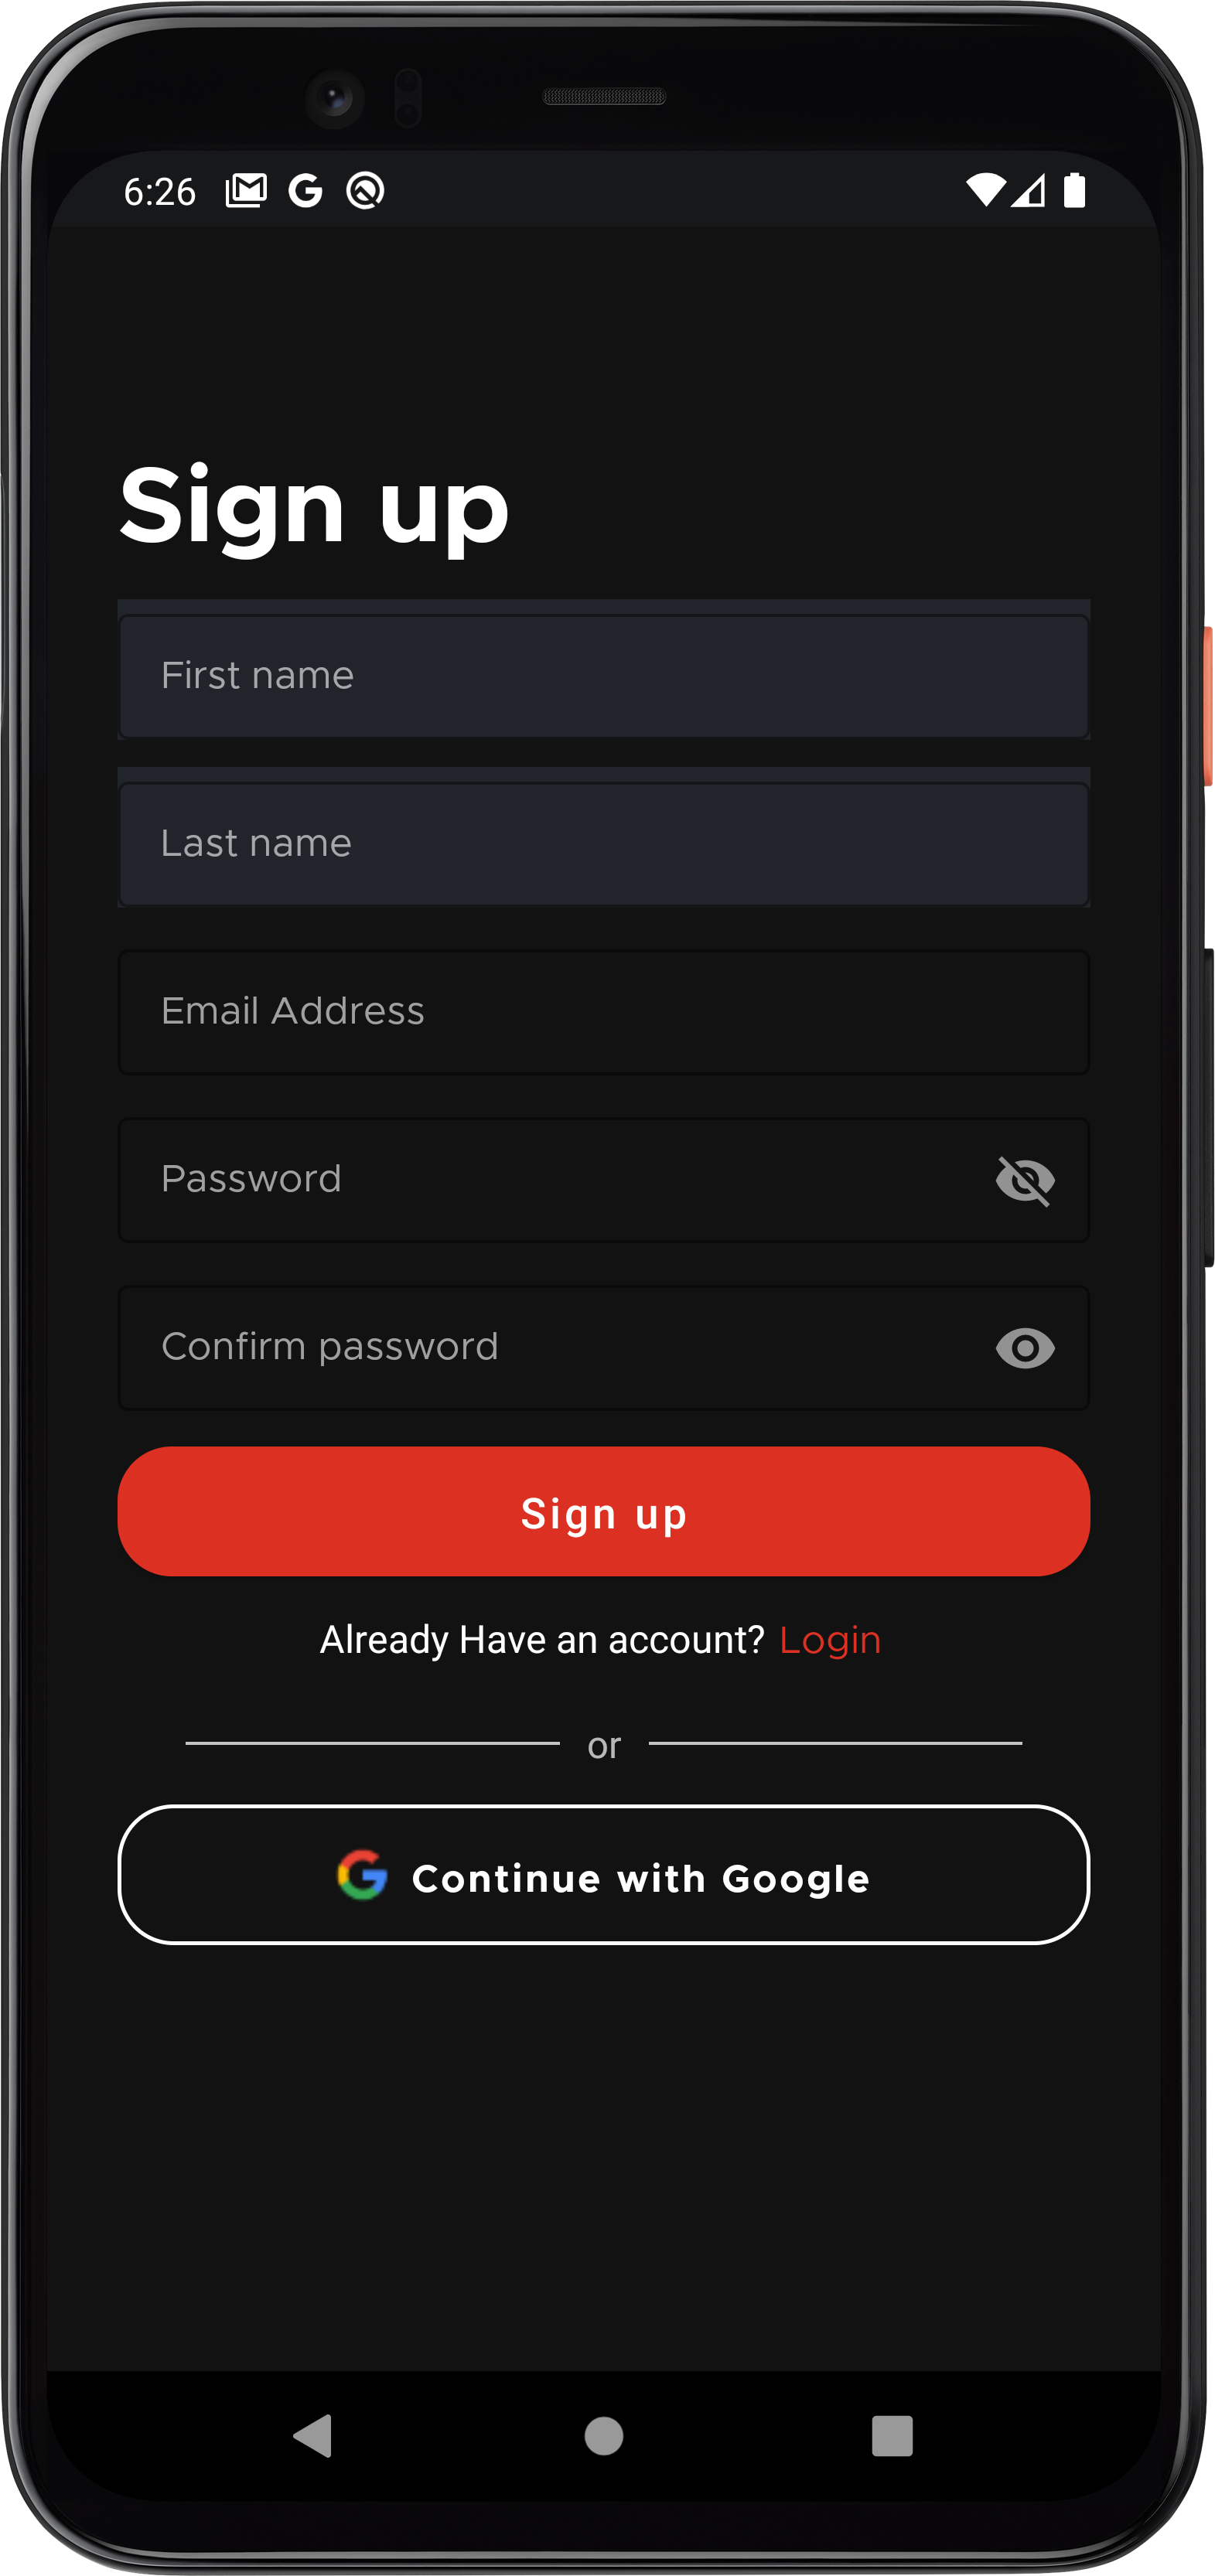 6:26
Sign up
First name
Last name
Email Address
Password
Confirm password
Sign up
Already Have an account? Login
or
Continue with Google